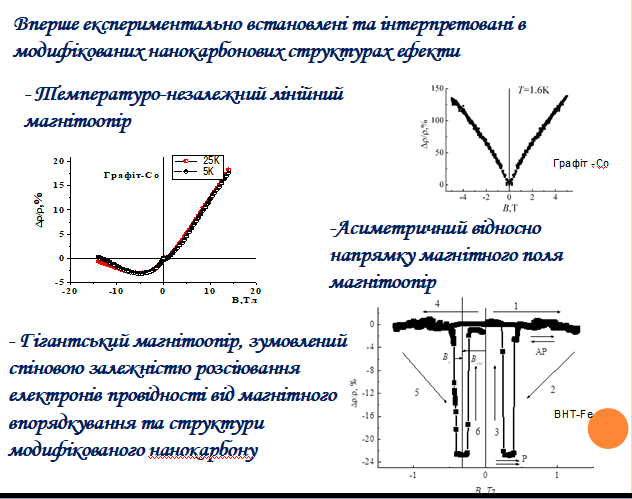 Вперше експериментально встановлені та інтерпретовані в
модифікованих нанокарбонових структурах ефекти
- Температуро-незалежний лінійний
магнітоопір
20
15
10
5
0
-5
-20 -10 0 10 20
Δρ/ρ,%
В,Тл
Графіт-Co
25K
5K
150
100
50
0
-4 -2 0 2 4
Δρ/ρ,%
B,T
T=1.6K
Графіт -Co
-Асиметричний відносно
напрямку магнітного поля
магнітоопір
- Гігантський магнітоопір, зумовлений
спіновою залежністю розсіювання
електронів провідності від магнітного
впорядкування та структури
модифікованого нанокарбону
4 1
0
-4
-8
-12
-16
-20
-24
-1 0 1
Δρ/ρ, %
В, Тл
AP
5 6 3 2
P
ВНТ-Fe